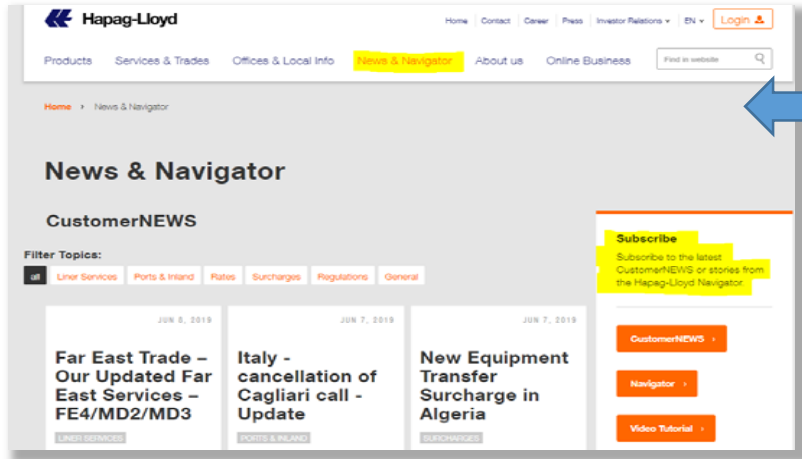 Hapag-Lloyd
Home Contact Career Press Investor Relations EN Login
Products Services & Trades Offices & Local Info News & Navigator About us Online Business Find in website
Home › News & Navigator
News & Navigator
CustomerNEWS
Filter Topics:
all Liner Services Ports & Inland Rates Surcharges Regulations General
JUN 8, 2019
Far East Trade –
Our Updated Far
East Services –
FE4/MD2/MD3
LINER SERVICES
JUN 7, 2019
Italy -
cancellation of
Cagliari call -
Update
PORTS & INLAND
JUN 7, 2019
New Equipment
Transfer
Surcharge in
Algeria
SURCHARGES
Subscribe
Subscribe to the latest
CustomerNEWS or stories from
the Hapag-Lloyd Navigator.
CustomerNEWS ›
Navigator ›
Video Tutorial ›